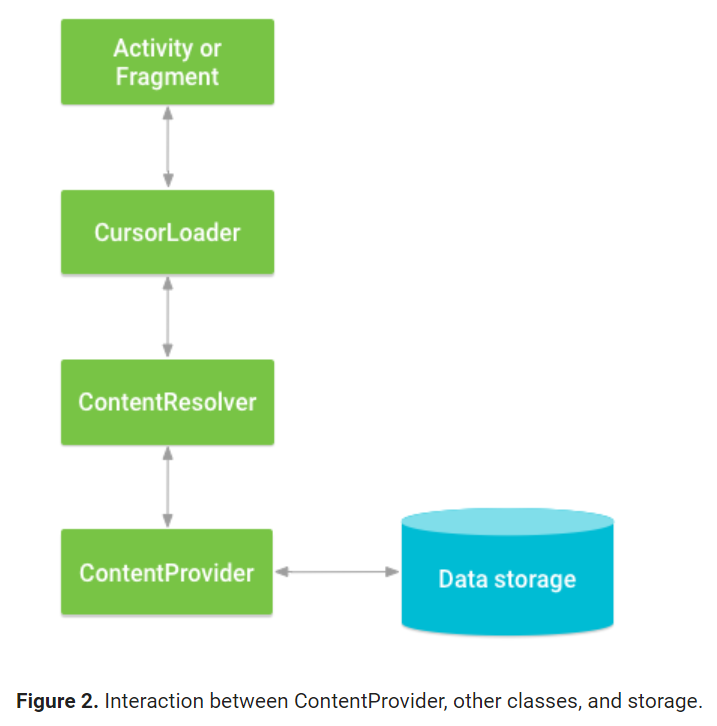 Activity or
Fragment
CursorLoader
ContentResolver
ContentProvider
Data storage
Figure 2. Interaction between ContentProvider, other classes, and storage.